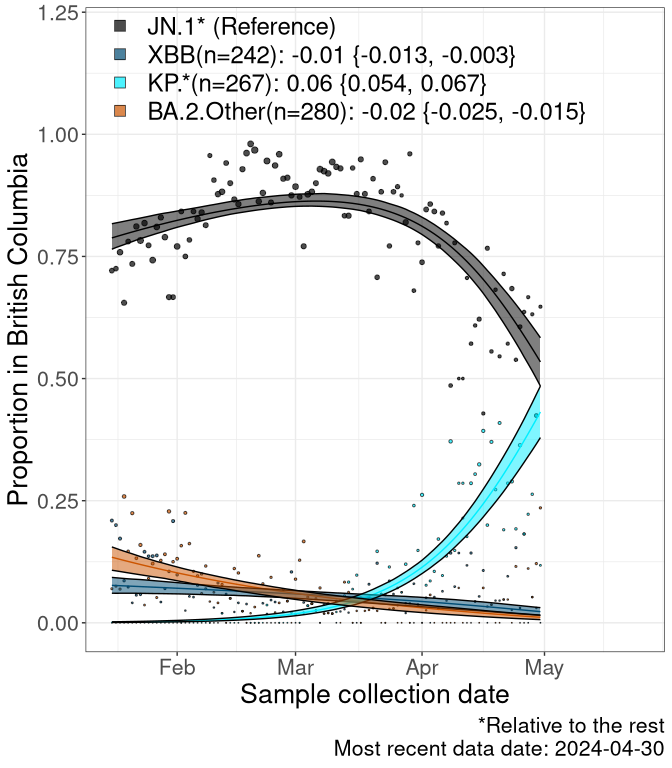 JN.1* (Reference)
XBB(n=242): -0.01 {-0.013, -0.003}
KP.*(n=267): 0.06 {0.054, 0.067}
BA.2.Other(n=280): -0.02 {-0.025, -0.015}
Proportion in British Columbia
1.25
1.00
0.75
0.50
0.25
0.00
Feb Mar Apr May
Sample collection date
*Relative to the rest
Most recent data date: 2024-04-30